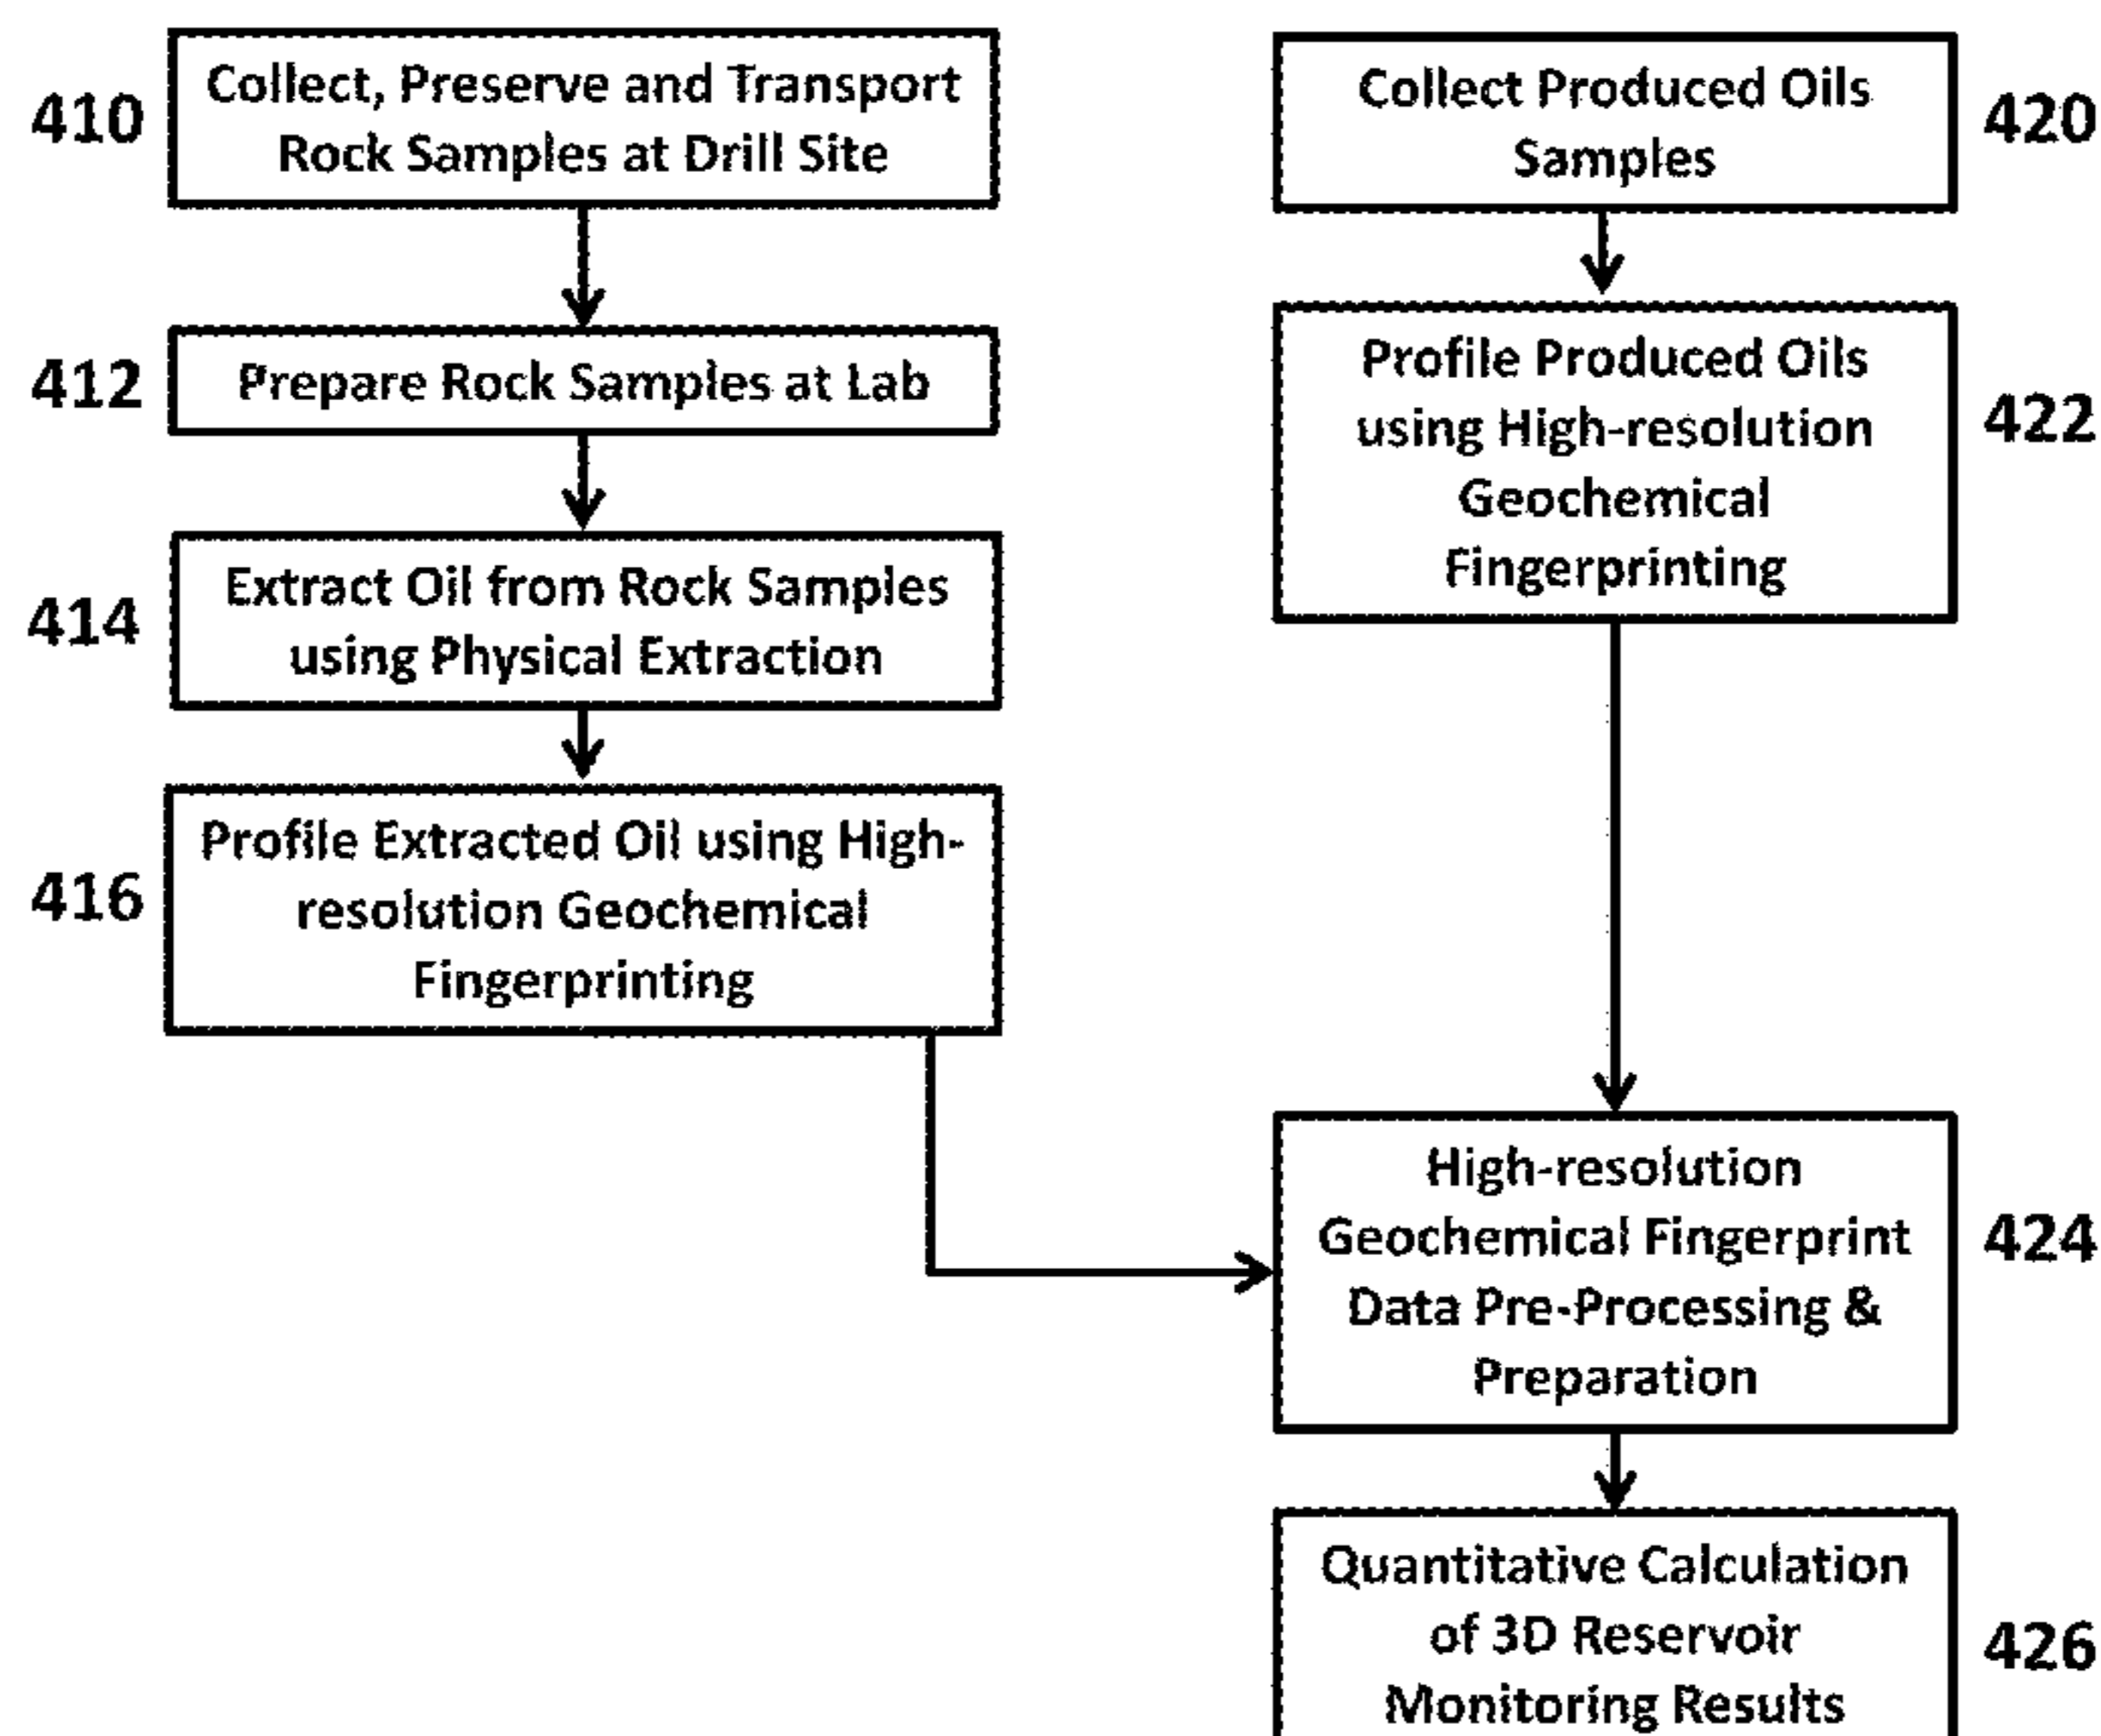 410
Collect, Preserve and Transport
Rock Samples at Drill Site
412
Prepare Rock Samples at Lab
414
Extract Oil from Rock Samples
using Physical Extraction
416
Profile Extracted Oil using High-
resolution Geochemical
Fingerprinting
Collect Produced Oils
Samples
420
Profile Produced Oils
using High-resolution
Geochemical
Fingerprinting
422
High-resolution
Geochemical Fingerprint
Data Pre-Processing &
Preparation
424
Quantitative Calculation
of 3D Reservoir
Monitoring Results
426